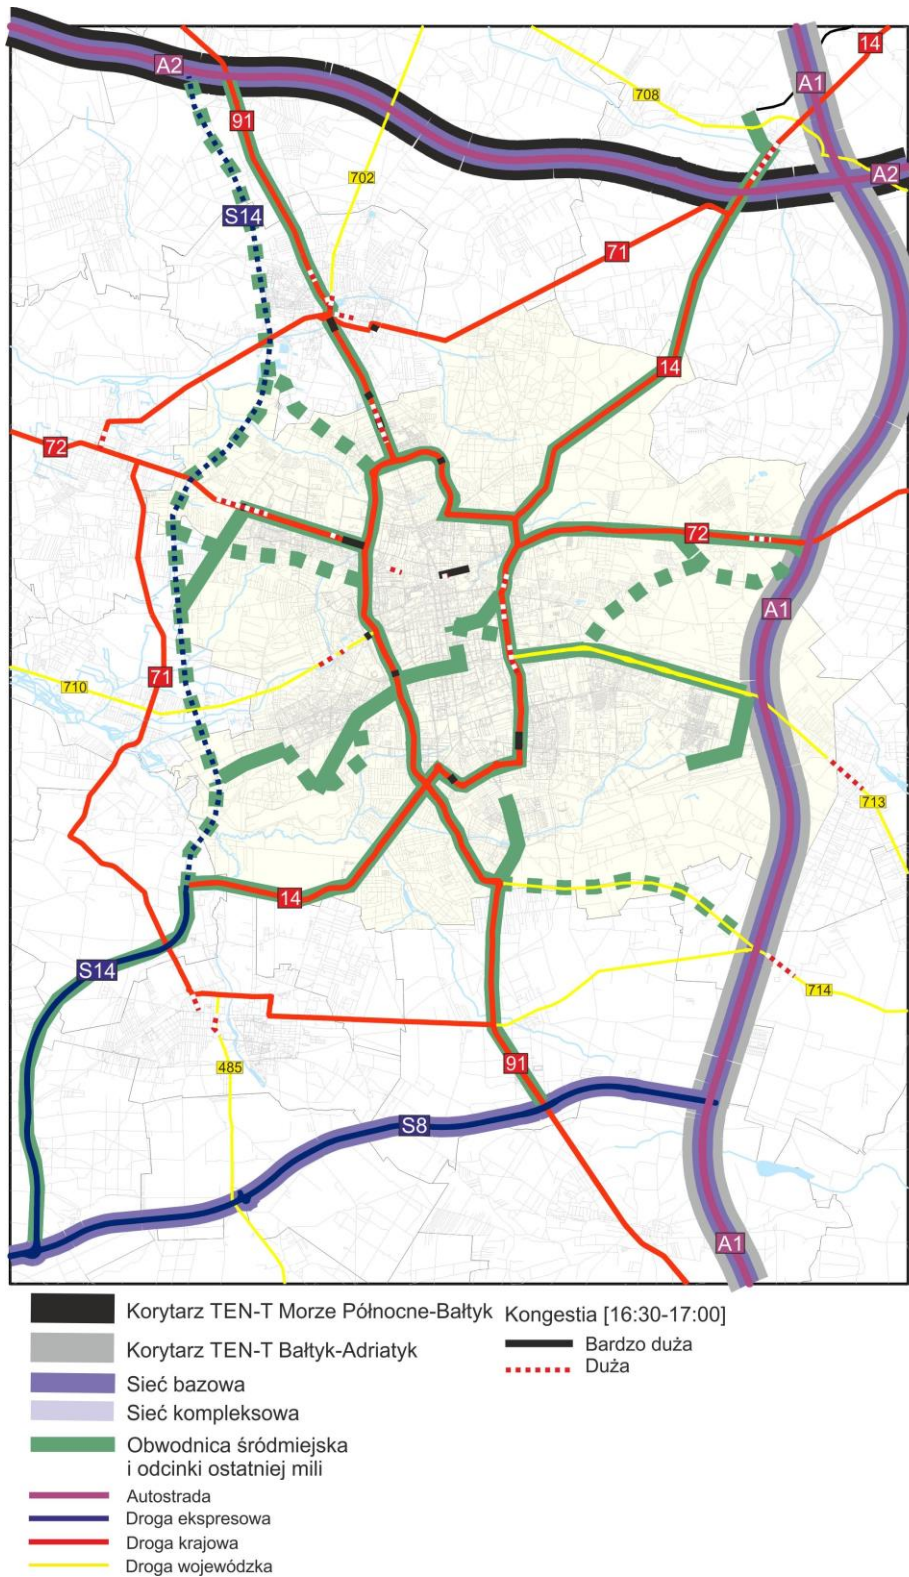 A2
A1
14
91
708
A2
702
S14
71
14
72
72
A1
71
710
713
14
S14
714
91
485
S8
A1
Korytarz TEN-T Morze Północne-Bałtyk
Kongestia [16:30-17:00]
Korytarz TEN-T Bałtyk-Adriatyk
Bardzo duża
Duża
Sieć bazowa
Sieć kompleksowa
Obwodnica śródmiejska
i odcinki ostatniej mili
Autostrada
Droga ekspresowa
Droga krajowa
Droga wojewódzka